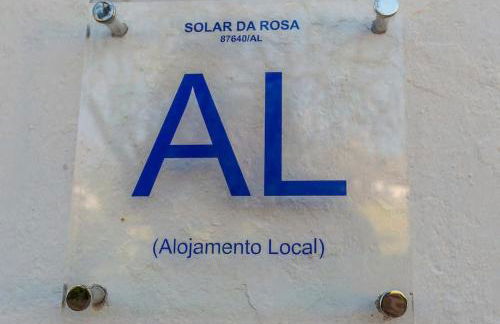 SOLAR DA ROSA
87640/AL
AL
(Alojamento Local)